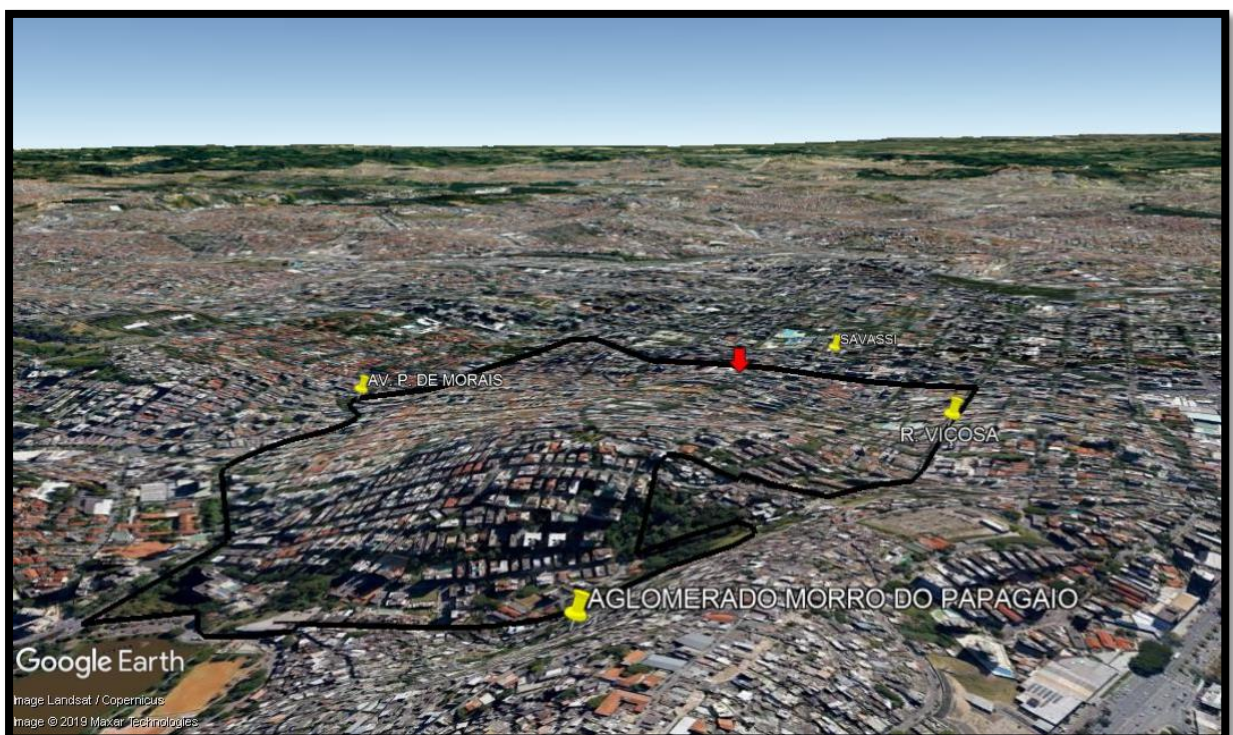 SAVASSI
AV. P. DE MORAIS
R. VIÇOSA
AGLOMERADO MORRO DO PAPAGAIO
Google Earth
Image Landsat / Copernicus
Image © 2019 Maxar Technologies